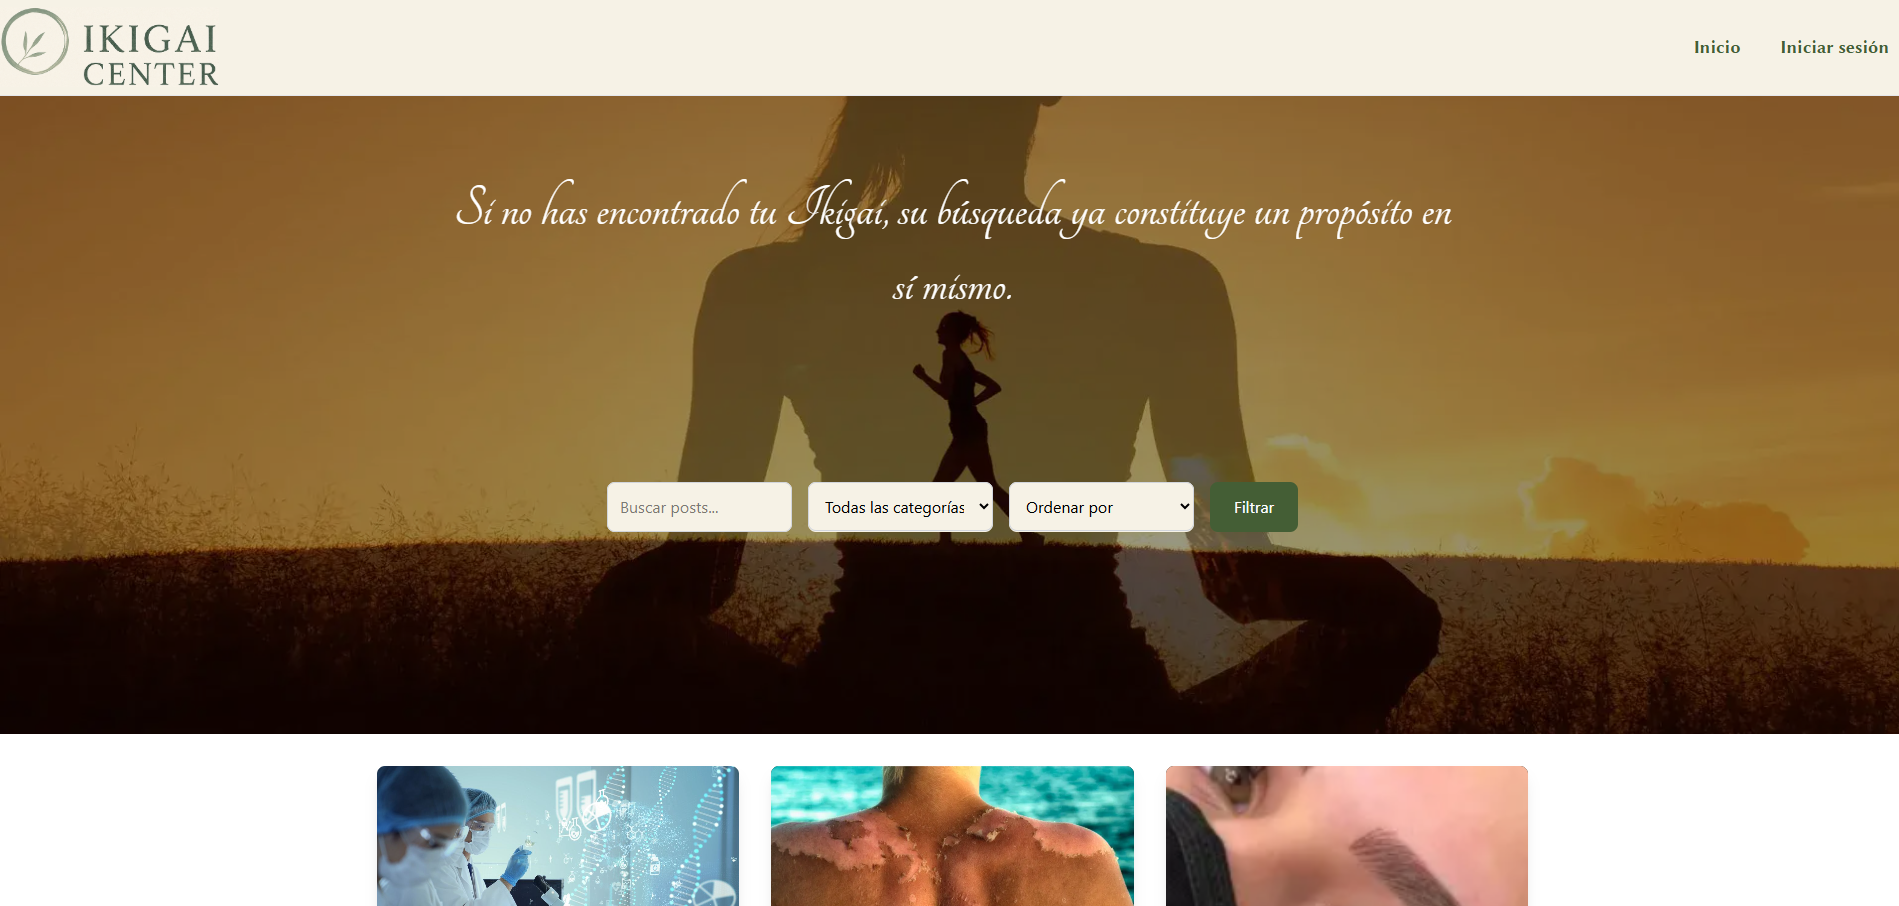 IKIGAI
CENTER
Inicio
Iniciar sesión
Si no has encontrado tu Ikigai, su búsqueda ya constituye un propósito en
sí mismo.
Buscar posts...
Todas las categorías
Ordenar por
Filtrar